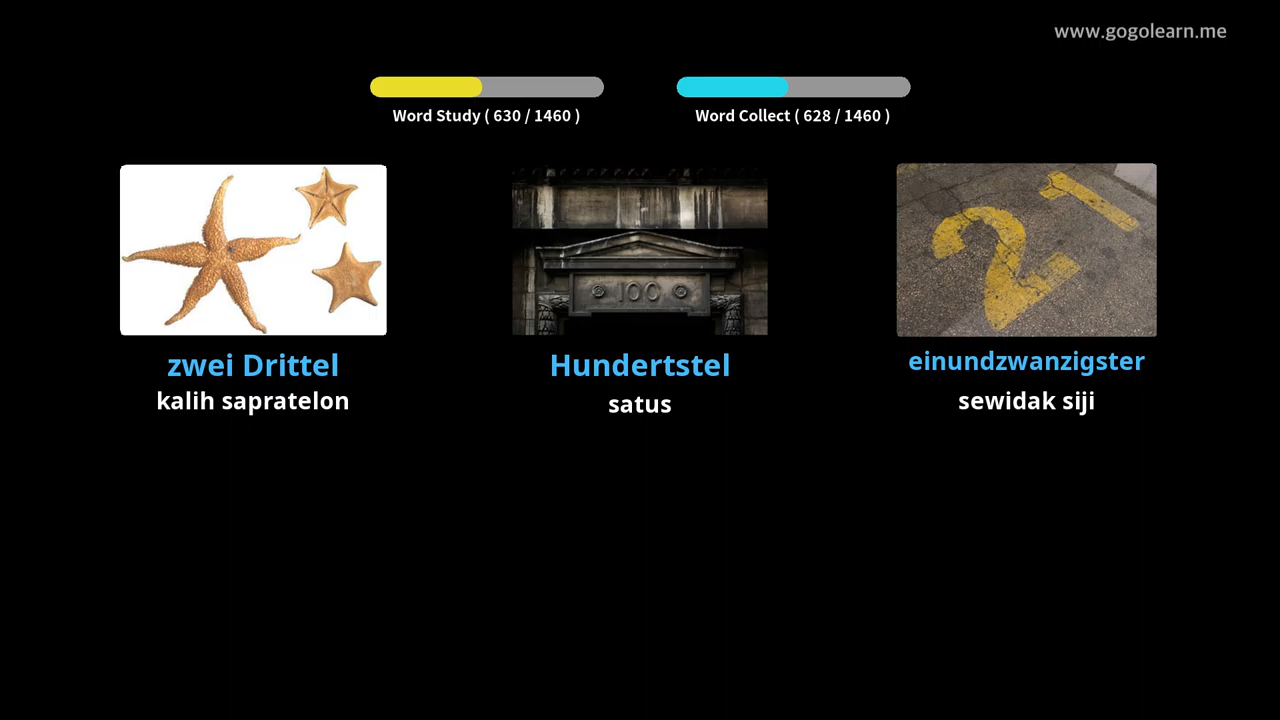 www.gogolearn.me
Word Study ( 630 / 1460 )
Word Collect ( 628 / 1460 )
100
21
zwei Drittel
Hundertstel
einundzwanzigster
kalih sapratelon
satus
sewidak siji